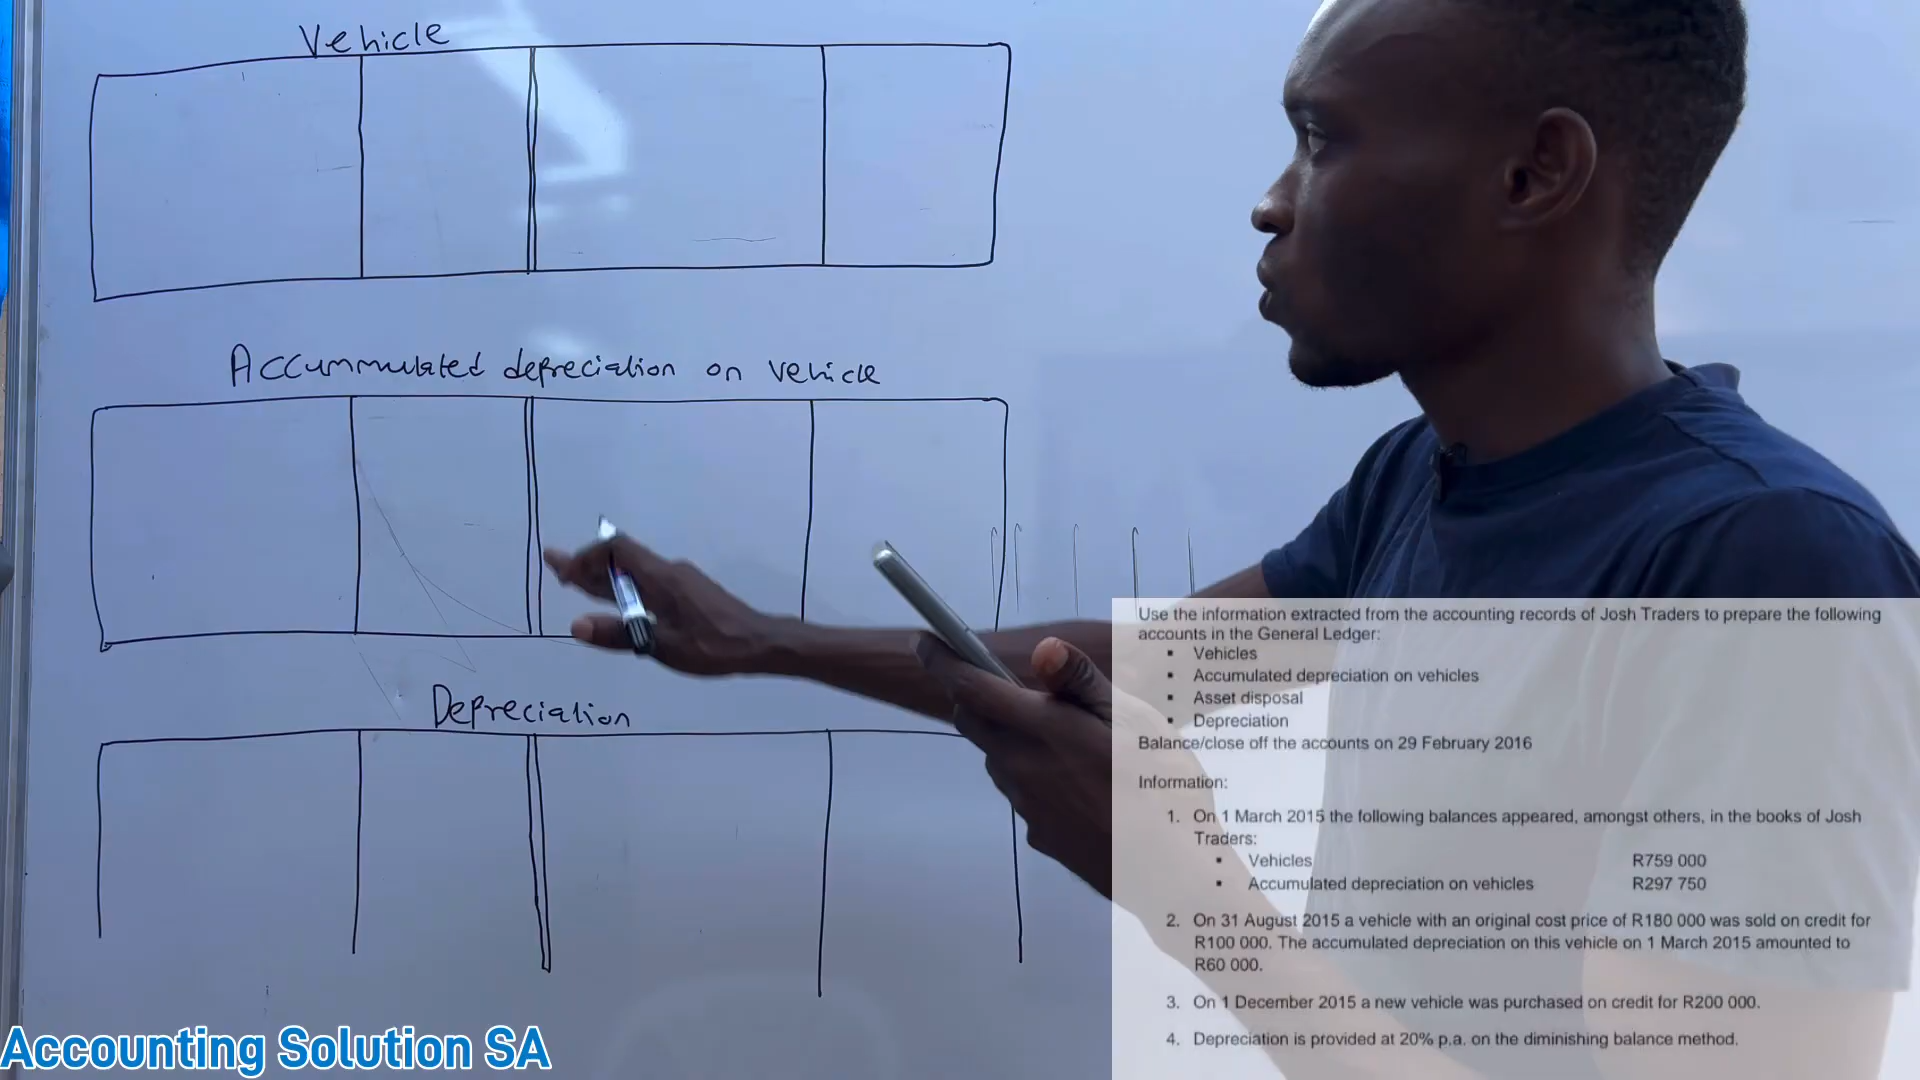 Vehicle
Accummulated depreciation on vehicle
Depreciation
Use the information extracted from the accounting records of Josh Traders to prepare the following
accounts in the General Ledger:
▪ Vehicles
▪ Accumulated depreciation on vehicles
▪ Asset disposal
▪ Depreciation
Balance/close off the accounts on 29 February 2016
Information:
1. On 1 March 2015 the following balances appeared, amongst others, in the books of Josh
Traders:
▪ Vehicles R759 000
▪ Accumulated depreciation on vehicles R297 750
2. On 31 August 2015 a vehicle with an original cost price of R180 000 was sold on credit for
R100 000. The accumulated depreciation on this vehicle on 1 March 2015 amounted to
R60 000.
3. On 1 December 2015 a new vehicle was purchased on credit for R200 000.
4. Depreciation is provided at 20% p.a. on the diminishing balance method.
Accounting Solution SA